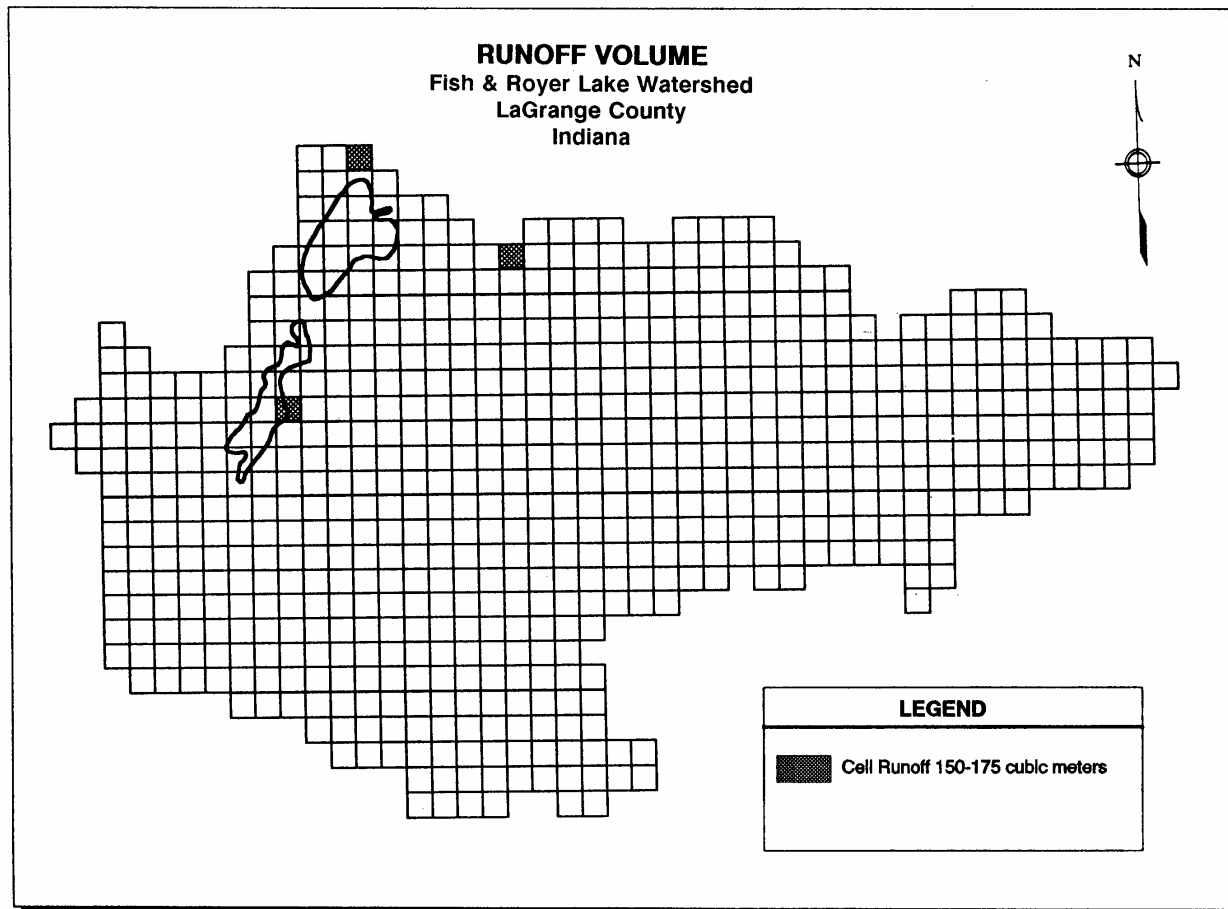 RUNOFF VOLUME
Fish & Royer Lake Watershed
LaGrange County
Indiana
N
LEGEND
Cell Runoff 150-175 cubic meters